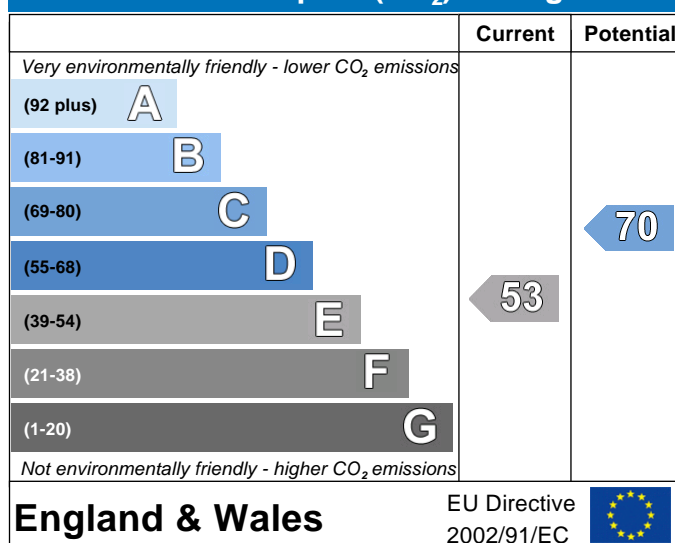 Current Potential
Very environmentally friendly - lower CO₂ emissions
(92 plus) A
(81-91) B
(69-80) C
70
(55-68) D
53
(39-54) E
(21-38) F
(1-20) G
Not environmentally friendly - higher CO₂ emissions
England & Wales
EU Directive
2002/91/EC